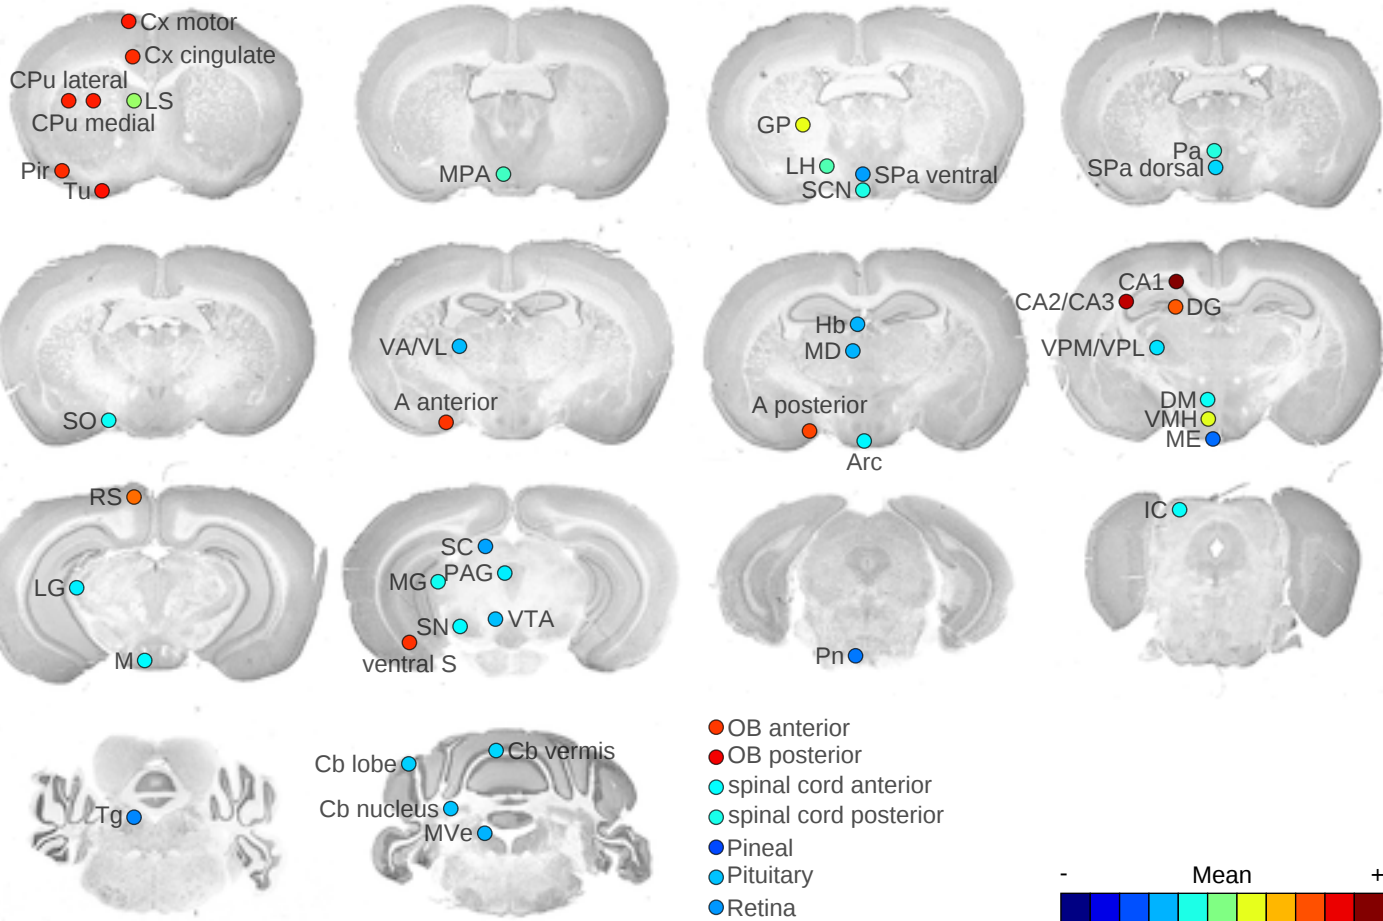 Cx motor
Cx cingulate
CPu lateral
LS
CPu medial
Pir
Tu
MPA
GP
LH
SPa ventral
SCN
Pa
SPa dorsal
SO
VA/VL
A anterior
Hb
MD
A posterior
Arc
CA1
CA2/CA3
DG
VPM/VPL
DM
VMH
ME
RS
LG
M
SC
MG
PAG
SN
VTA
ventral S
Pn
IC
Tg
Cb lobe
Cb vermis
Cb nucleus
MVe
OB anterior
OB posterior
spinal cord anterior
spinal cord posterior
Pineal
Pituitary
Retina
- Mean +